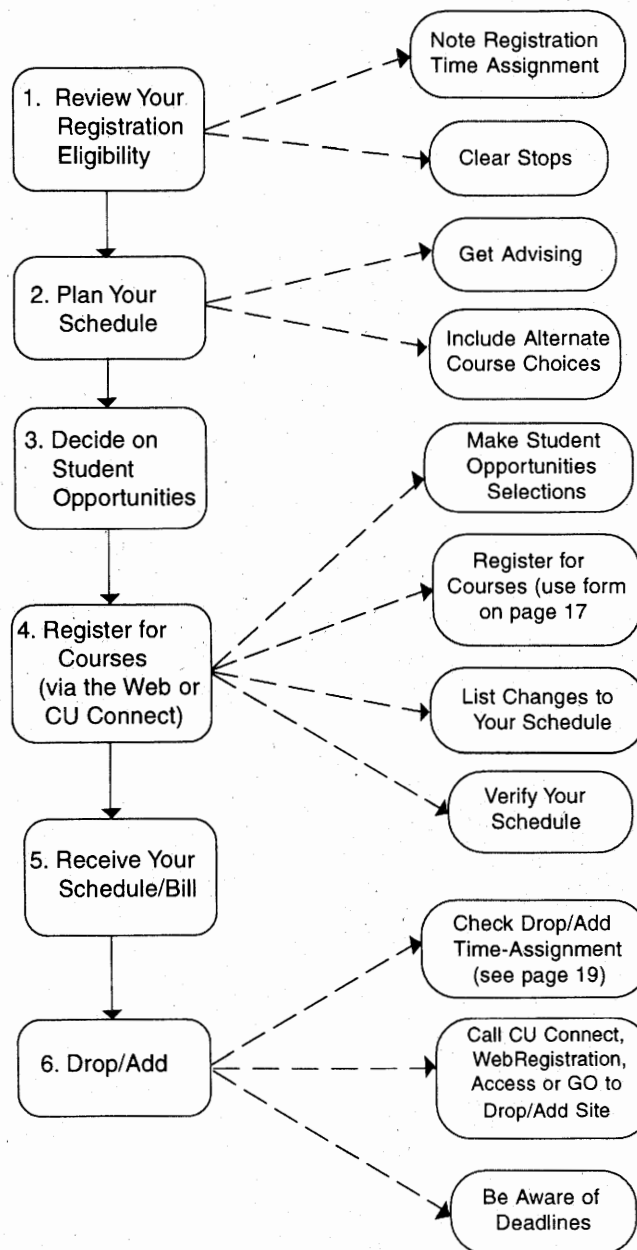 1. Review Your
Registration
Eligibility
Note Registration
Time Assignment
Clear Stops
2. Plan Your
Schedule
Get Advising
Include Alternate
Course Choices
3. Decide on
Student
Opportunities
4. Register for
Courses
(via the Web or
CU Connect)
Make Student
Opportunities
Selections
Register for
Courses (use form
on page 17
List Changes to
Your Schedule
Verify Your
Schedule
5. Receive Your
Schedule/Bill
6. Drop/Add
Check Drop/Add
Time-Assignment
(see page 19)
Call CU Connect,
WebRegistration,
Access or GO to
Drop/Add Site
Be Aware of
Deadlines